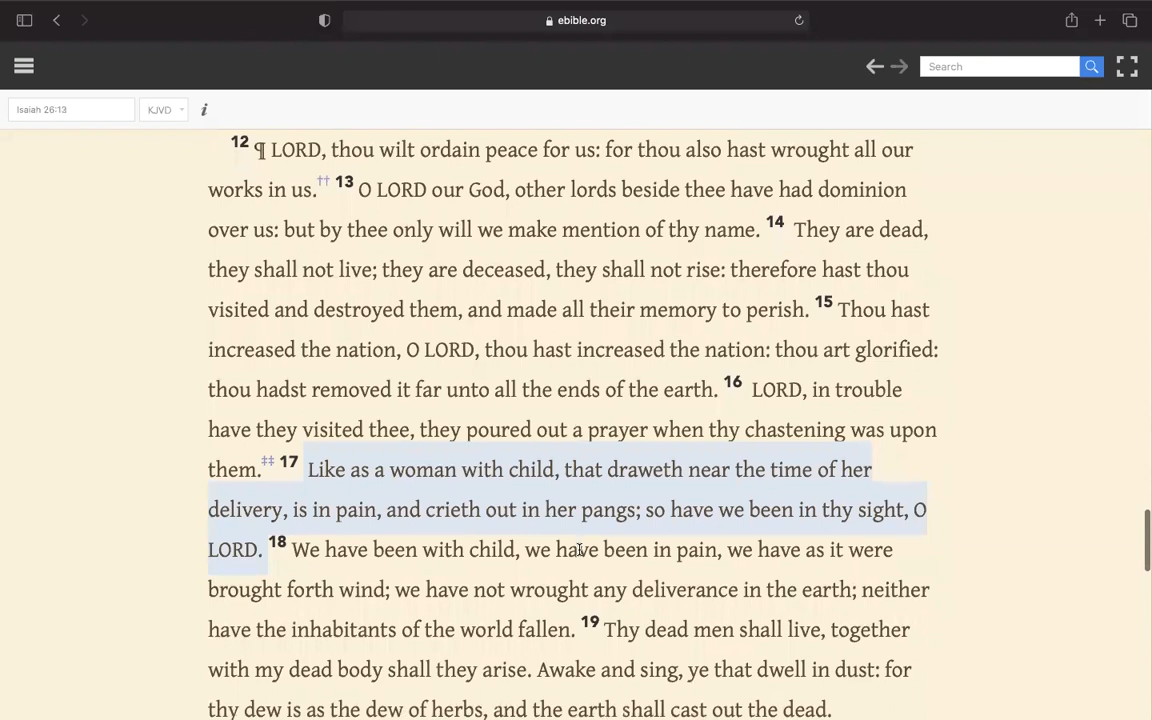 ebible.org
Search
Isaiah 26:13
KJVD
i
12 ¶ LORD, thou wilt ordain peace for us: for thou also hast wrought all our
works in us.†† 13 O LORD our God, other lords beside thee have had dominion
over us: but by thee only will we make mention of thy name. 14 They are dead,
they shall not live; they are deceased, they shall not rise: therefore hast thou
visited and destroyed them, and made all their memory to perish. 15 Thou hast
increased the nation, O LORD, thou hast increased the nation: thou art glorified:
thou hadst removed it far unto all the ends of the earth. 16 LORD, in trouble
have they visited thee, they poured out a prayer when thy chastening was upon
them.‡‡ 17 Like as a woman with child, that draweth near the time of her
delivery, is in pain, and crieth out in her pangs; so have we been in thy sight, O
LORD. 18 We have been with child, we have been in pain, we have as it were
brought forth wind; we have not wrought any deliverance in the earth; neither
have the inhabitants of the world fallen. 19 Thy dead men shall live, together
with my dead body shall they arise. Awake and sing, ye that dwell in dust: for
thy dew is as the dew of herbs, and the earth shall cast out the dead.